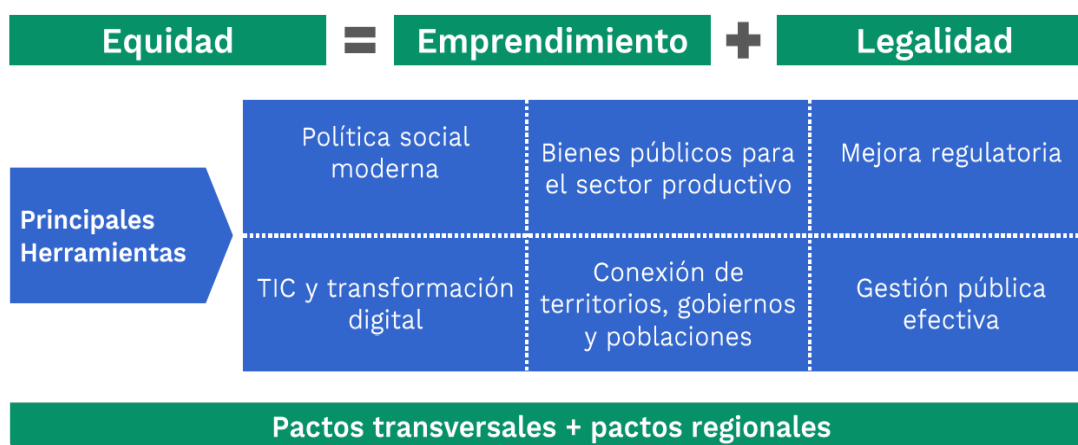 Equidad = Emprendimiento + Legalidad
Principales
Herramientas
Política social
moderna
Bienes públicos para
el sector productivo
Mejora regulatoria
TIC y transformación
digital
Conexión de
territorios, gobiernos
y poblaciones
Gestión pública
efectiva
Pactos transversales + pactos regionales